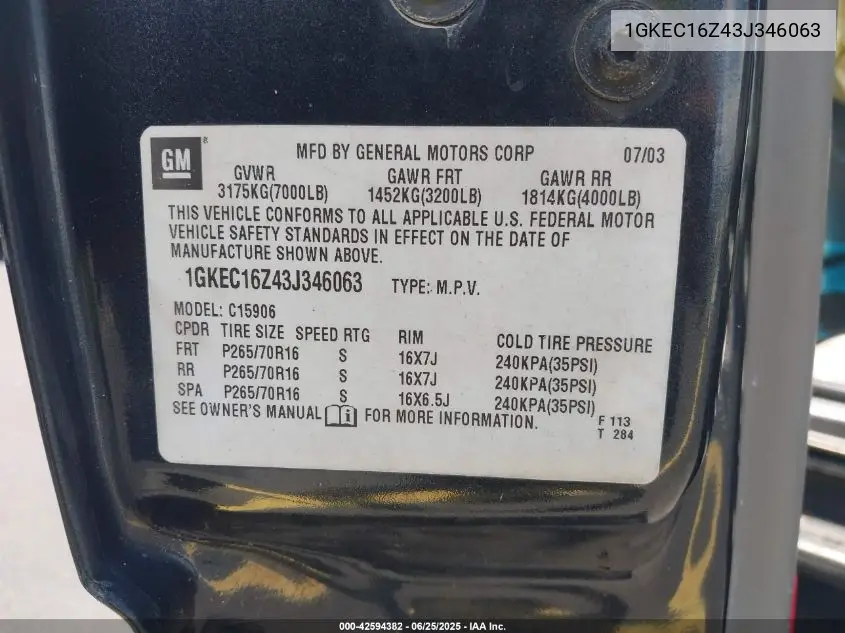 1GKEC16Z43J346063
GM ® MFD BY GENERAL MOTORS CORP 07/03
GVWR GAWR FRT GAWR RR
3175KG(7000LB) 1452KG(3200LB) 1814KG(4000LB)
THIS VEHICLE CONFORMS TO ALL APPLICABLE U.S. FEDERAL MOTOR
VEHICLE SAFETY STANDARDS IN EFFECT ON THE DATE OF
MANUFACTURE SHOWN ABOVE.
1GKEC16Z43J346063 TYPE: M.P.V.
MODEL: C15906
CPDR TIRE SIZE SPEED RTG RIM COLD TIRE PRESSURE
FRT P265/70R16 S 16X7J 240KPA(35PSI)
RR P265/70R16 S 16X7J 240KPA(35PSI)
SPA P265/70R16 S 16X6.5J 240KPA(35PSI)
SEE OWNER'S MANUAL FOR MORE INFORMATION.
F 113
T 284
000-42594382 - 06/25/2025 - IAA Inc.